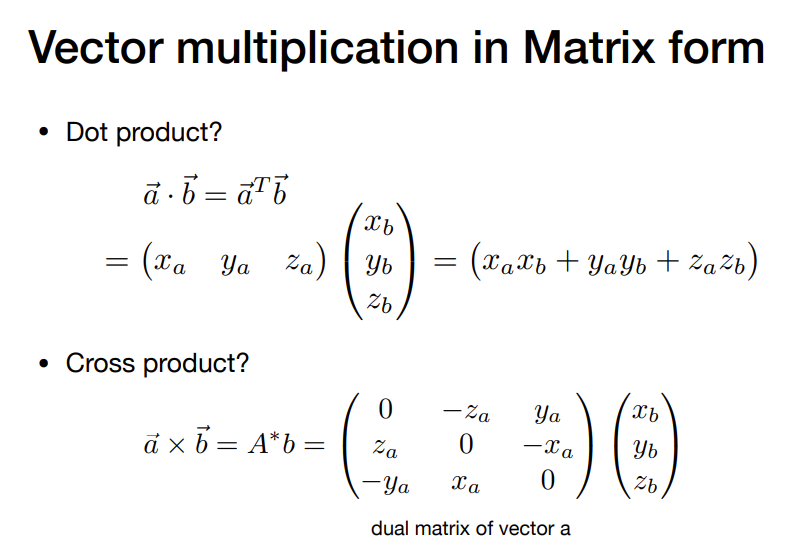 Vector multiplication in Matrix form
• Dot product?
$\vec{a} \cdot \vec{b} = \vec{a}^T \vec{b}$
$= \begin{pmatrix} x_a & y_a & z_a \end{pmatrix} \begin{pmatrix} x_b \\ y_b \\ z_b \end{pmatrix} = \begin{pmatrix} x_a x_b + y_a y_b + z_a z_b \end{pmatrix}$
• Cross product?
$\vec{a} \times \vec{b} = A^* b = \begin{pmatrix} 0 & -z_a & y_a \\ z_a & 0 & -x_a \\ -y_a & x_a & 0 \end{pmatrix} \begin{pmatrix} x_b \\ y_b \\ z_b \end{pmatrix}$
dual matrix of vector a